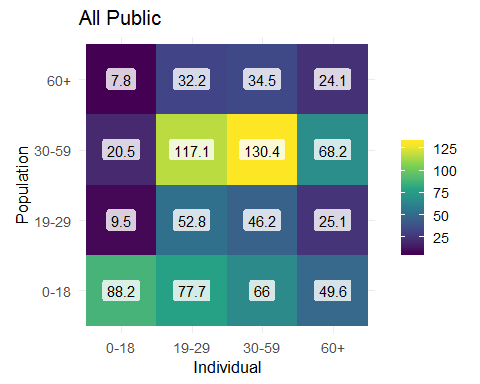 All Public
Population
60+ 7.8 32.2 34.5 24.1
30-59 20.5 117.1 130.4 68.2
19-29 9.5 52.8 46.2 25.1
0-18 88.2 77.7 66 49.6
0-18 19-29 30-59 60+
Individual
125
100
75
50
25